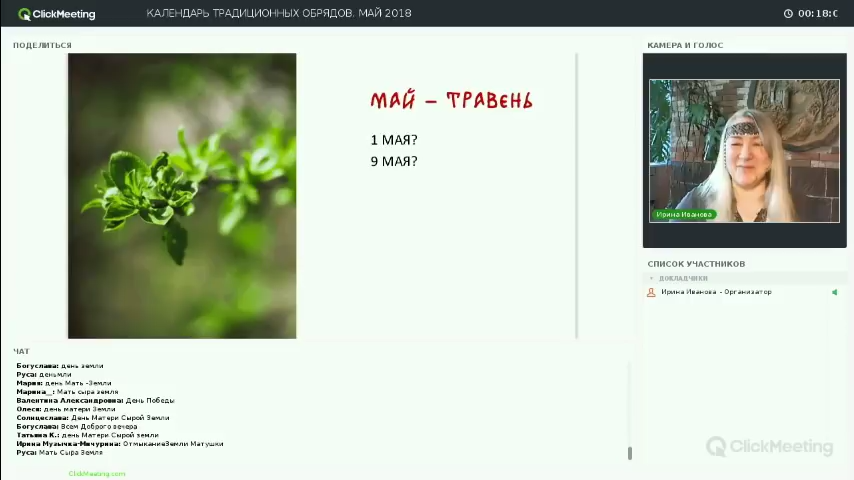 ClickMeeting
КАЛЕНДАРЬ ТРАДИЦИОННЫХ ОБРЯДОВ. МАЙ 2018
00:18:0
ПОДЕЛИТЬСЯ
МАЙ – ТРАВЕНЬ
1 МАЯ?
9 МАЯ?
КАМЕРА И ГОЛОС
Ирина Иванова
СПИСОК УЧАСТНИКОВ
ДОКЛАДЧИКИ
Ирина Иванова - Организатор
ЧАТ
Богуслава: день земли
Руса: деньмли
Мария: день Мать -Земли
Марина_: Мать сыра земля
Валентина Александровна: День Победы
Олеся: день матери Земли
Солнцеслава: День Матери Сырой Земли
Богуслава: Всем Доброго вечера
Татьяна К.: день Матери Сырой земли
Ирина Музычка-Мичурина: ОтмыканиеЗемли Матушки
Руса: Мать Сыра Земля
ClickMeeting.com
ClickMeeting